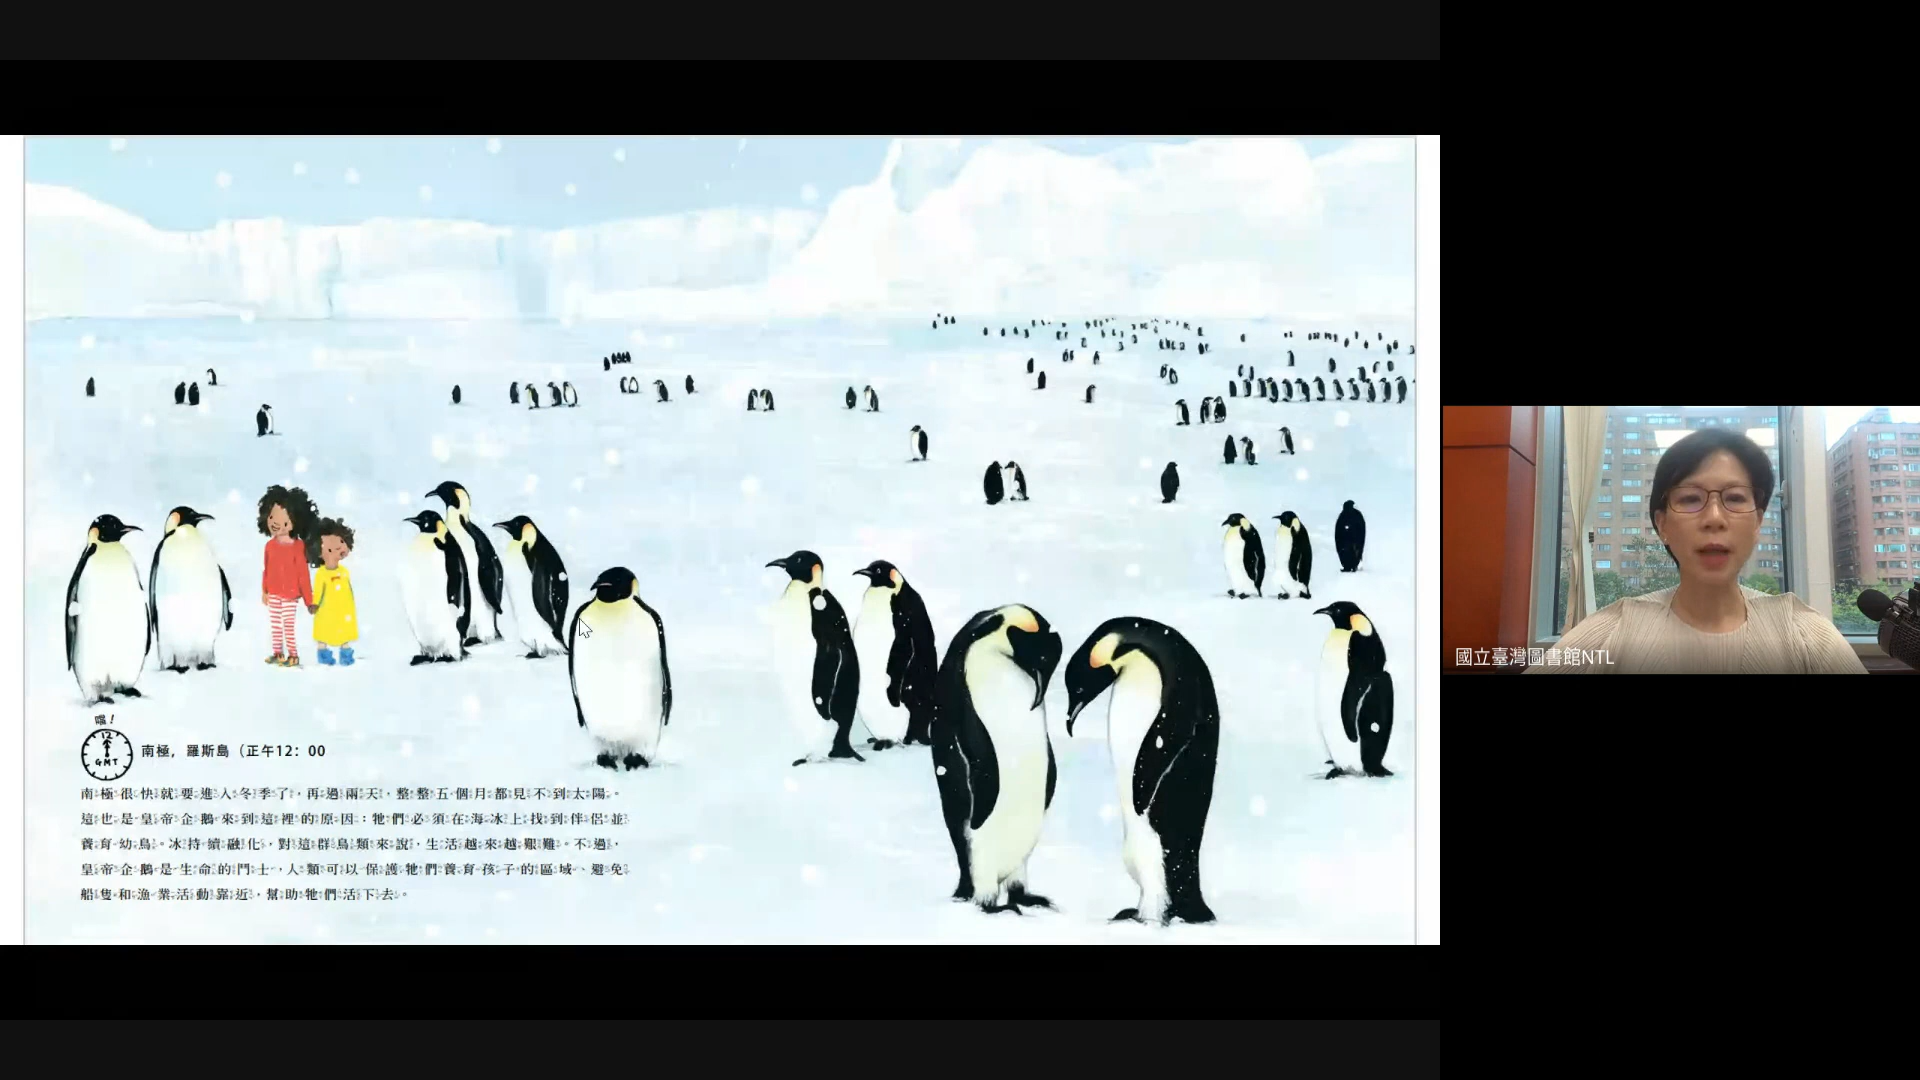 噹!
12
GMT
南極，羅斯島（正午12：00
南極很快就要進入冬季了，再過兩天，整整五個月都見不到太陽。
這也是皇帝企鵝來到這裡的原因：牠們必須在海冰上找到伴侶並
養育幼鳥。冰持續融化，對這群鳥類來說，生活越來越艱難。不過，
皇帝企鵝是生命的鬥士，人類可以保護牠們養育孩子的區域、避免
船隻和漁業活動靠近，幫助牠們活下去。
國立臺灣圖書館NTL